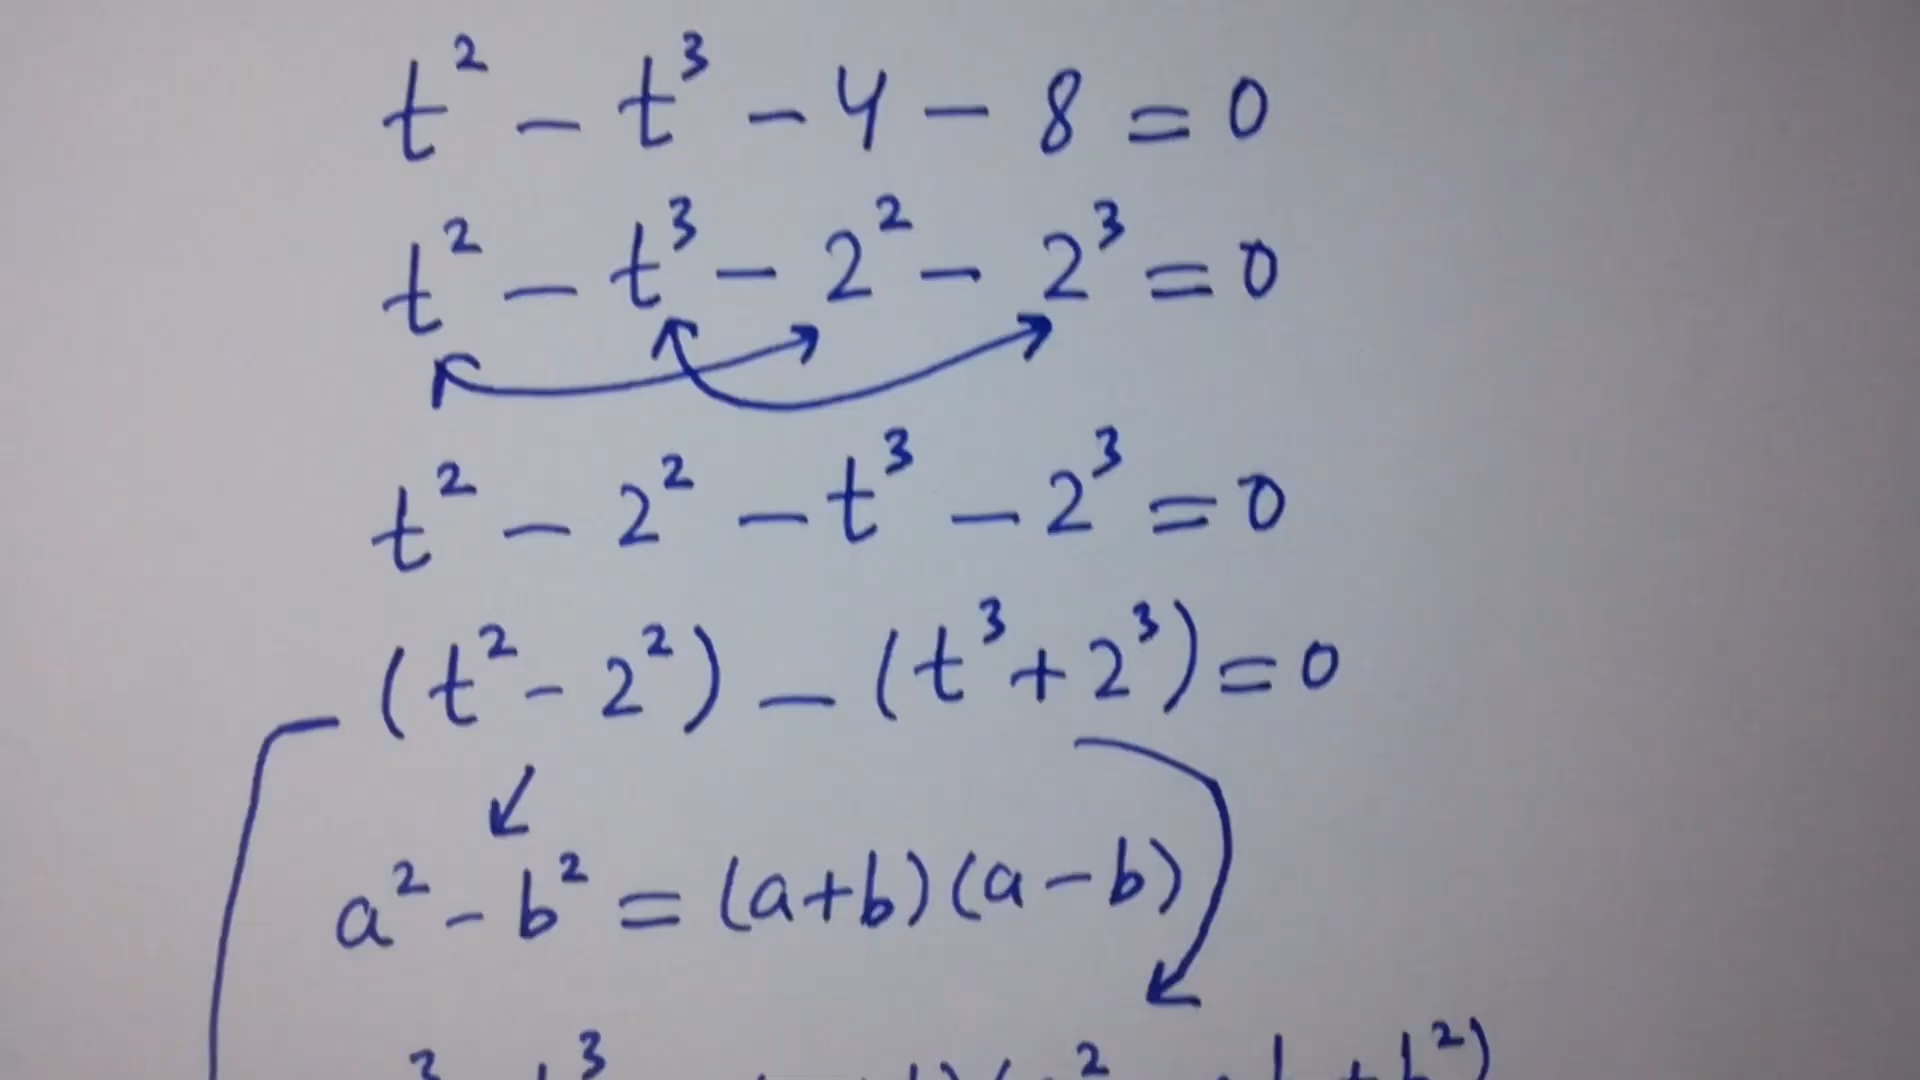 t² - t³ - 4 - 8 = 0
t² - t³ - 2² - 2³ = 0
t² - 2² - t³ - 2³ = 0
(t² - 2²) - (t³ + 2³) = 0
a² - b² = (a+b)(a-b)